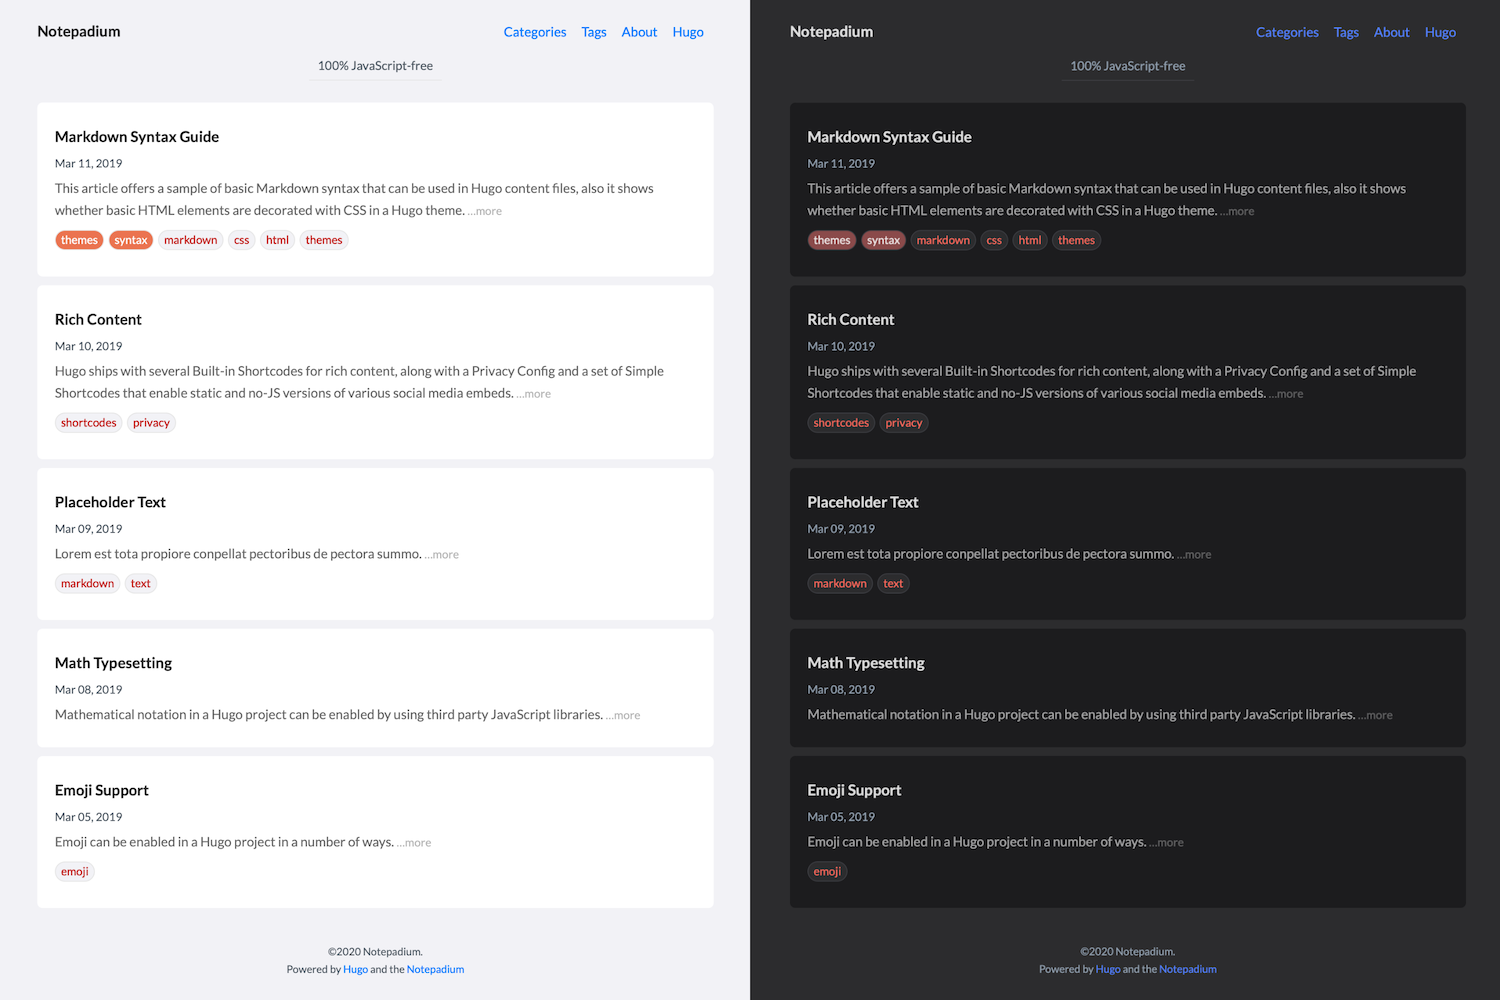 Notepadium
Categories Tags About Hugo
100% JavaScript-free
Markdown Syntax Guide
Mar 11, 2019
This article offers a sample of basic Markdown syntax that can be used in Hugo content files, also it shows
whether basic HTML elements are decorated with CSS in a Hugo theme. ...more
themes syntax markdown css html themes
Rich Content
Mar 10, 2019
Hugo ships with several Built-in Shortcodes for rich content, along with a Privacy Config and a set of Simple
Shortcodes that enable static and no-JS versions of various social media embeds. ...more
shortcodes privacy
Placeholder Text
Mar 09, 2019
Lorem est tota propiore conpellat pectoribus de pectora summo. ...more
markdown text
Math Typesetting
Mar 08, 2019
Mathematical notation in a Hugo project can be enabled by using third party JavaScript libraries. ...more
Emoji Support
Mar 05, 2019
Emoji can be enabled in a Hugo project in a number of ways. ...more
emoji
©2020 Notepadium.
Powered by Hugo and the Notepadium
Notepadium
Categories Tags About Hugo
100% JavaScript-free
Markdown Syntax Guide
Mar 11, 2019
This article offers a sample of basic Markdown syntax that can be used in Hugo content files, also it shows
whether basic HTML elements are decorated with CSS in a Hugo theme. ...more
themes syntax markdown css html themes
Rich Content
Mar 10, 2019
Hugo ships with several Built-in Shortcodes for rich content, along with a Privacy Config and a set of Simple
Shortcodes that enable static and no-JS versions of various social media embeds. ...more
shortcodes privacy
Placeholder Text
Mar 09, 2019
Lorem est tota propiore conpellat pectoribus de pectora summo. ...more
markdown text
Math Typesetting
Mar 08, 2019
Mathematical notation in a Hugo project can be enabled by using third party JavaScript libraries. ...more
Emoji Support
Mar 05, 2019
Emoji can be enabled in a Hugo project in a number of ways. ...more
emoji
©2020 Notepadium.
Powered by Hugo and the Notepadium